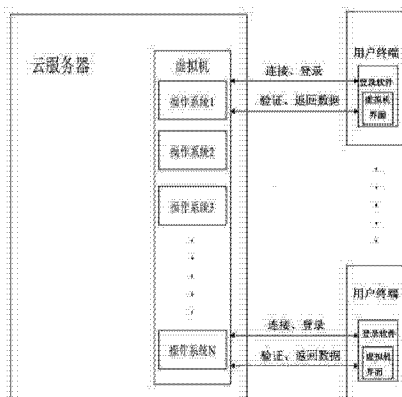 云服务器
虚拟机
操作系统1
操作系统2
操作系统3
操作系统N
连接、登录
验证、返回数据
用户终端
登录软件
虚拟机
界面
连接、登录
验证、返回数据
用户终端
登录软件
虚拟机
界面